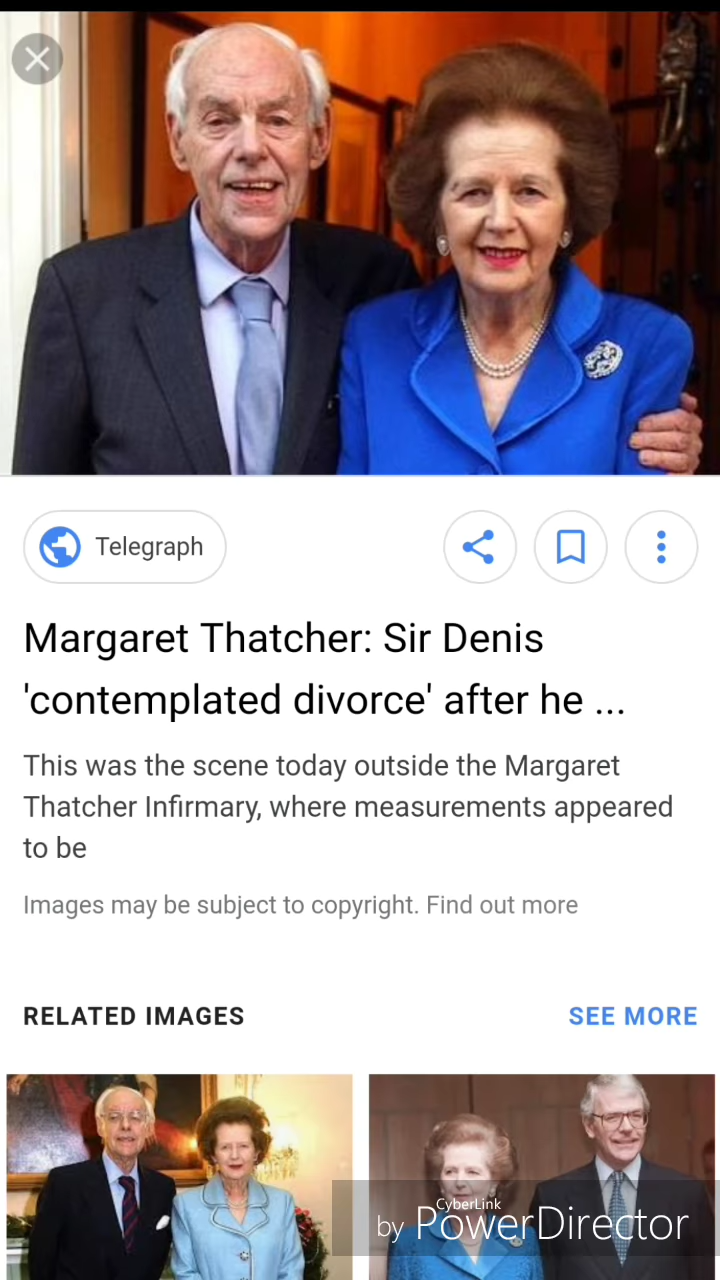 Telegraph
Margaret Thatcher: Sir Denis
'contemplated divorce' after he ...
This was the scene today outside the Margaret
Thatcher Infirmary, where measurements appeared
to be
Images may be subject to copyright. Find out more
RELATED IMAGES
SEE MORE
CyberLink
by PowerDirector